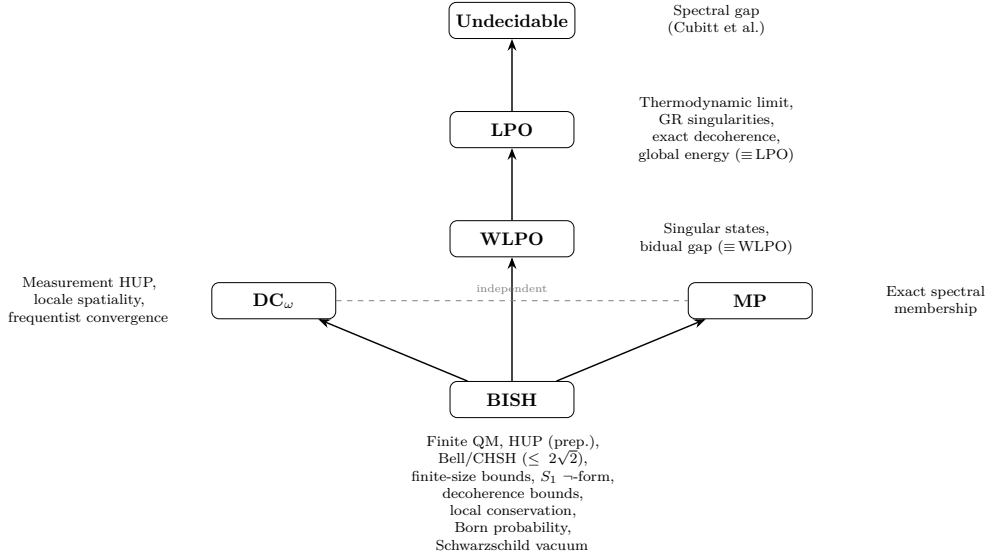 Undecidable
Spectral gap
(Cubitt et al.)
LPO
Thermodynamic limit,
GR singularities,
exact decoherence,
global energy (≡ LPO)
WLPO
Singular states,
bidual gap (≡ WLPO)
Measurement HUP,
locale spatiality,
frequentist convergence
DC_ω
independent
MP
Exact spectral
membership
BISH
Finite QM, HUP (prep.),
Bell/CHSH (≤ 2√2),
finite-size bounds, S₁ ¬-form,
decoherence bounds,
local conservation,
Born probability,
Schwarzschild vacuum